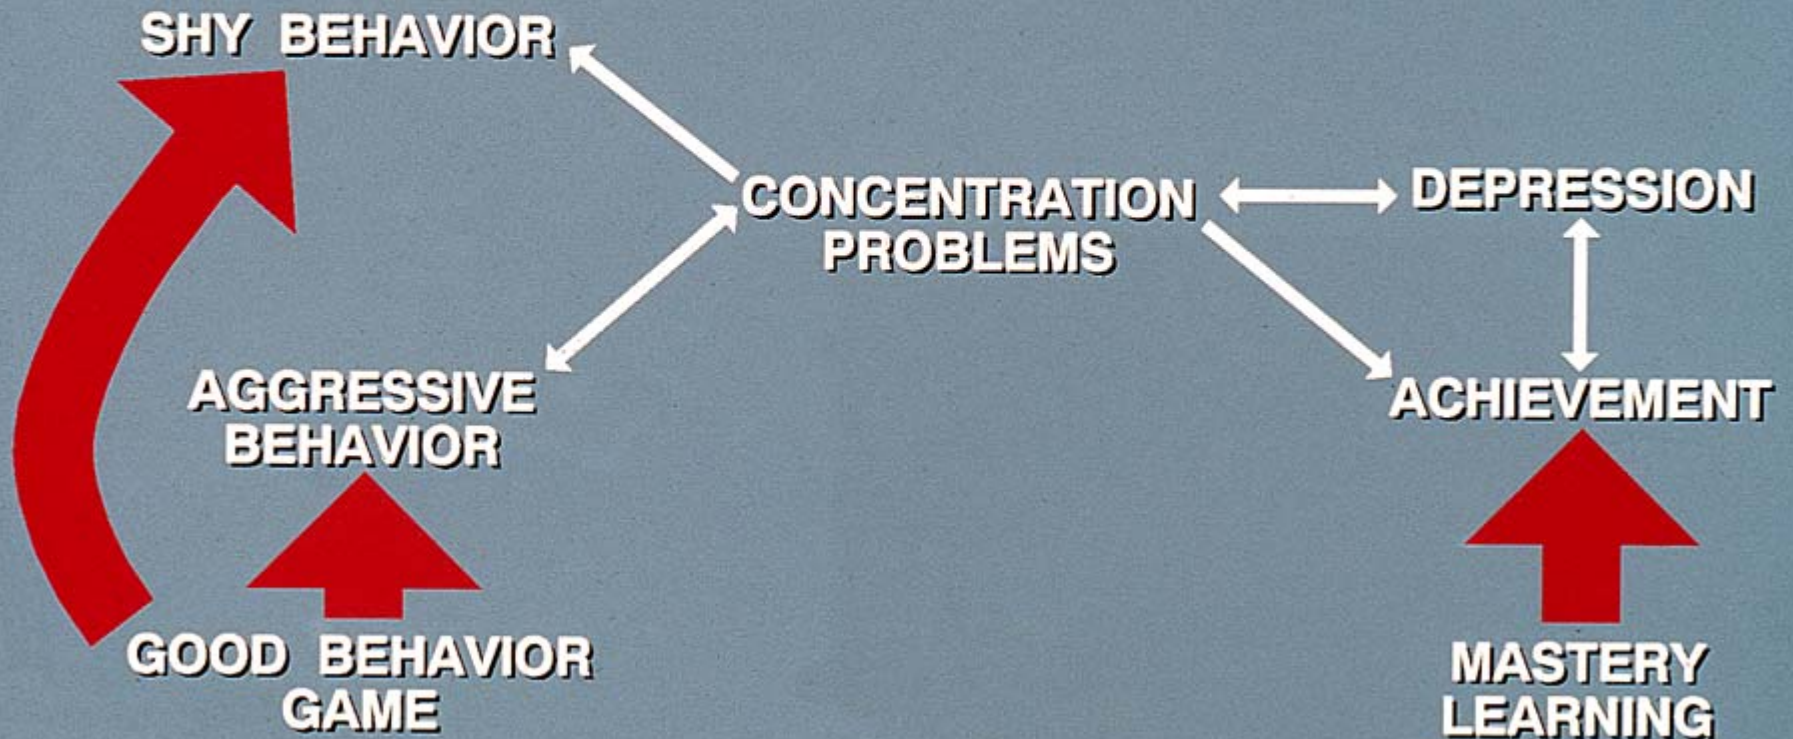 SHY BEHAVIOR
CONCENTRATION
PROBLEMS
DEPRESSION
AGGRESSIVE
BEHAVIOR
ACHIEVEMENT
GOOD BEHAVIOR
GAME
MASTERY
LEARNING